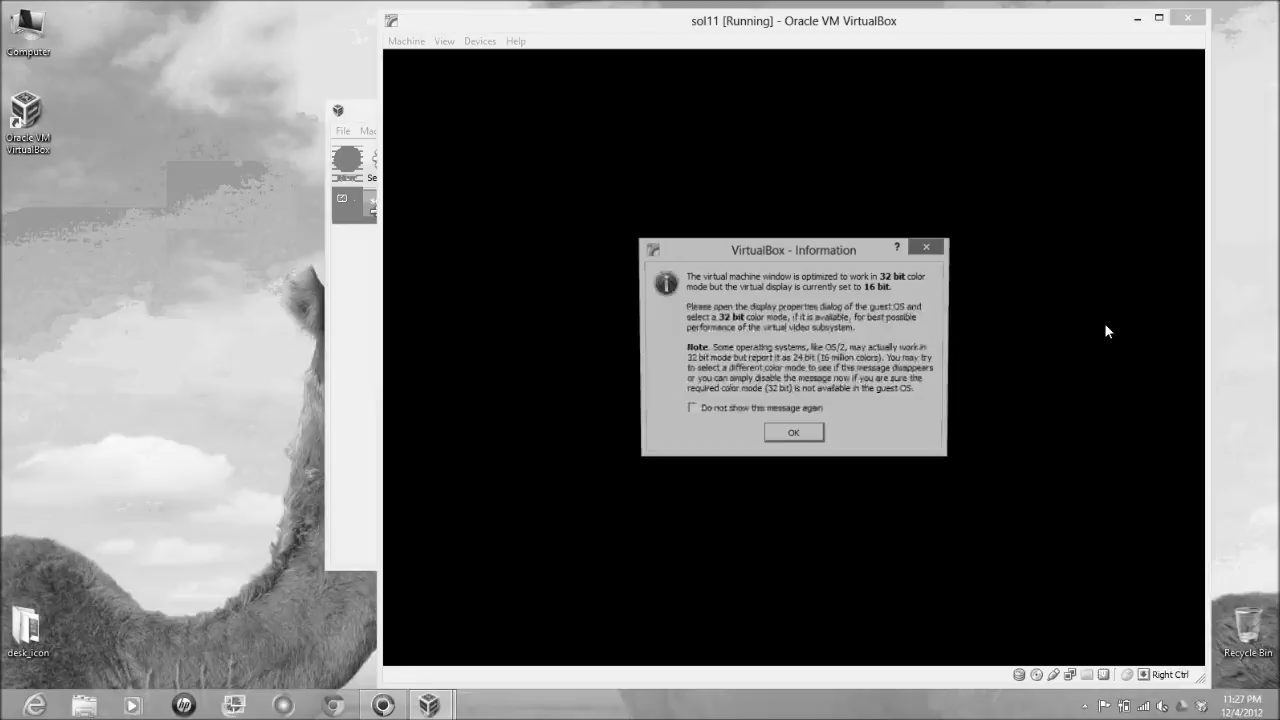 Computer
Oracle VM
VirtualBox
desk_icon
File
sol11 [Running] - Oracle VM VirtualBox
Machine View Devices Help
VirtualBox - Information
The virtual machine window is optimized to work in 32 bit color
mode but the virtual display is currently set to 16 bit.
Please open the display properties dialog of the guest OS and
select a 32 bit color mode, if it is available, for best possible
performance of the virtual video subsystem.
Note. Some operating systems, like OS/2, may actually work in
32 bit mode but report it as 24 bit (16 million colors). You may try
to select a different color mode to see if this message disappears
or you can simply disable the message now if you are sure the
required color mode (32 bit) is not available in the guest OS.
Do not show this message again
OK
Right Ctrl
Recycle Bin
hp
11:27 PM
12/4/2012